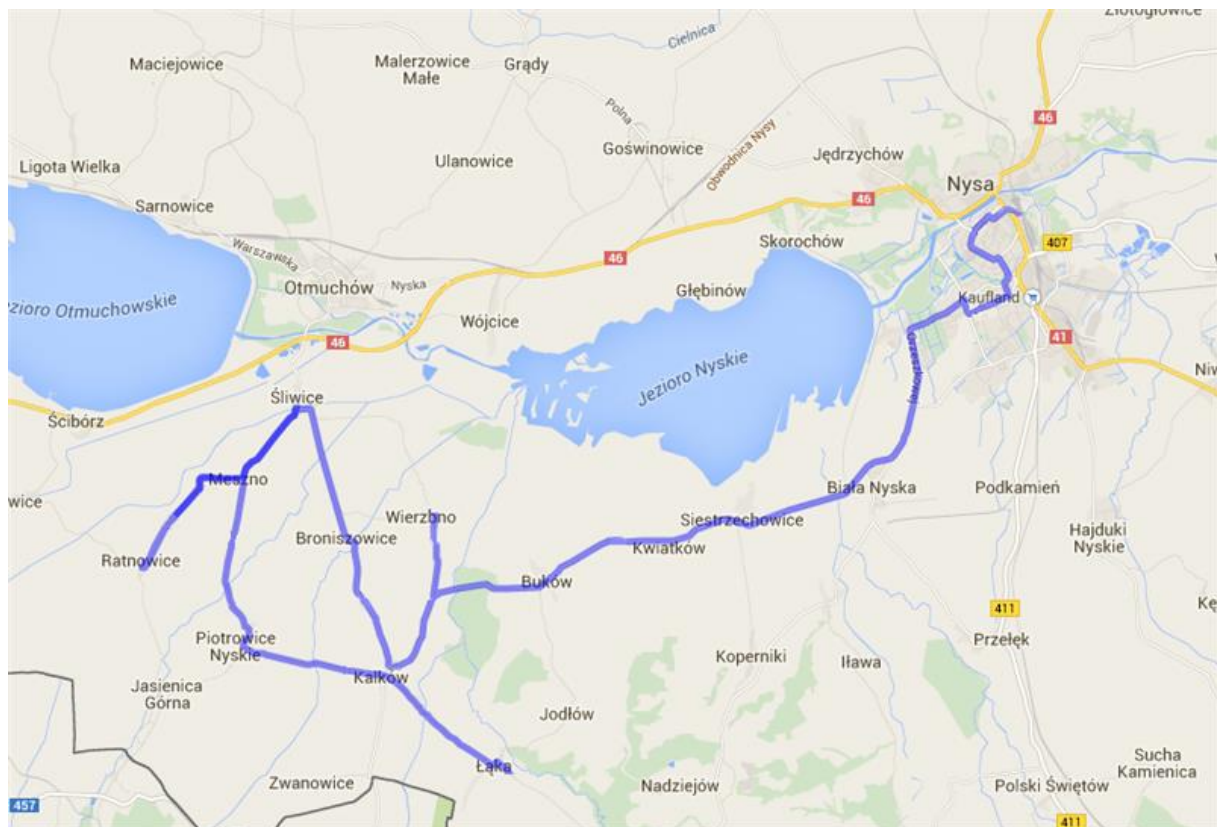 Złotogłowice
Cielnica
Maciejowice
Malerzowice
Małe
Grądy
Polna
Obwodnica Nysy
46
Ligota Wielka
Ulanowice
Goświnowice
Jędrzychów
Nysa
Sarnowice
46
Warszawska
Skorochów
407
46
Otmuchów
Nyska
Głębinów
Kaufland
ezioro Otmuchowskie
Wójcice
46
41
Orzeszkowej
Jezioro Nyskie
Niw
Śliwice
Ścibórz
Meszno
Biała Nyska
Podkamień
owice
Wierzbno
Siestrzechowice
Hajduki
Nyskie
Broniszowice
Kwiatków
Ratnowice
Buków
411
Kę
Piotrowice
Nyskie
Przełęk
Koperniki
Iława
Kałków
Jasienica
Górna
Jodłów
Łąka
Zwanowice
Nadziejów
Polski Świętów
Sucha
Kamienica
457
411